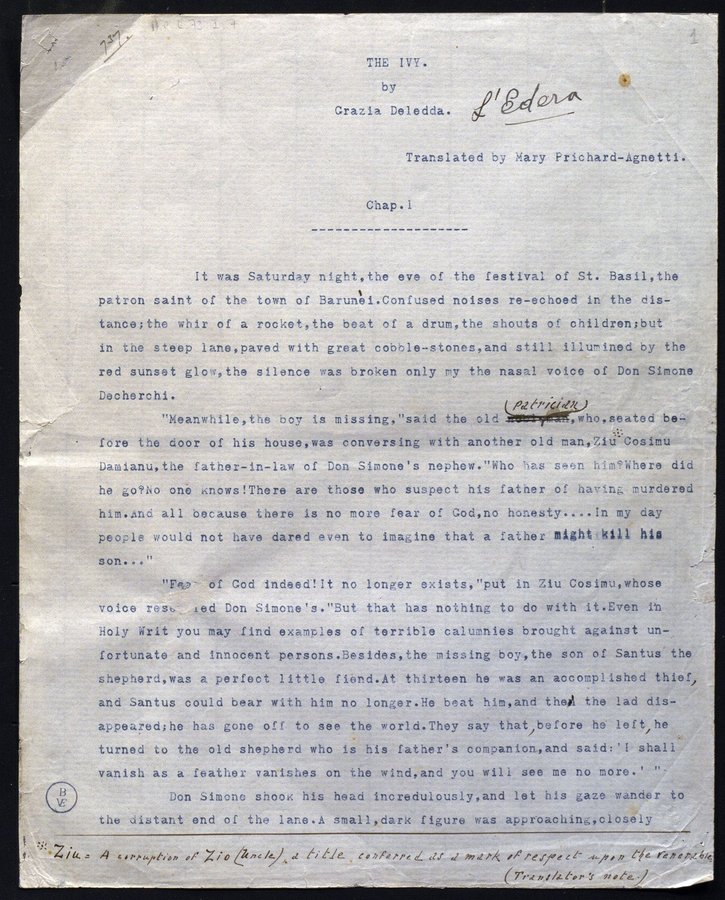 737.
1
THE IVY.
by
Grazia Deledda.
L'Edera
Translated by Mary Prichard-Agnetti.
Chap.1
--------------------
It was Saturday night,the eve of the festival of St. Basil,the
patron saint of the town of Barunei.Confused noises re-echoed in the dis-
tance;the whir of a rocket,the beat of a drum,the shouts of children;but
in the steep lane,paved with great cobble-stones,and still illumined by the
red sunset glow,the silence was broken only my the nasal voice of Don Simone
Decherchi.
(patrician)
"Meanwhile,the boy is missing,"said the old ,who,seated be-
fore the door of his house,was conversing with another old man,Ziu Cosimu
Damianu,the father-in-law of Don Simone's nephew."Who has seen him?Where did
he go?No one knows!There are those who suspect his father of having murdered
him.And all because there is no more fear of God,no honesty....In my day
people would not have dared even to imagine that a father might kill his
son..."
"Fear of God indeed!It no longer exists,"put in Ziu Cosimu,whose
voice led Don Simone's."But that has nothing to do with it.Even in
Holy Writ you may find examples of terrible calumnies brought against un-
fortunate and innocent persons.Besides,the missing boy,the son of Santus the
shepherd,was a perfect little fiend.At thirteen he was an accomplished thief,
and Santus could bear with him no longer.He beat him,and then the lad dis-
appeared;he has gone off to see the world.They say that,before he left,he
turned to the old shepherd who is his father's companion,and said:'I shall
vanish as a feather vanishes on the wind,and you will see me no more.' "
Don Simone shook his head incredulously,and let his gaze wander to
the distant end of the lane.A small,dark figure was approaching,closely
B
VE
Ziu = A corruption of Zio (Uncle), a title conferred as a mark of respect upon the venerable
(Translator's note.)